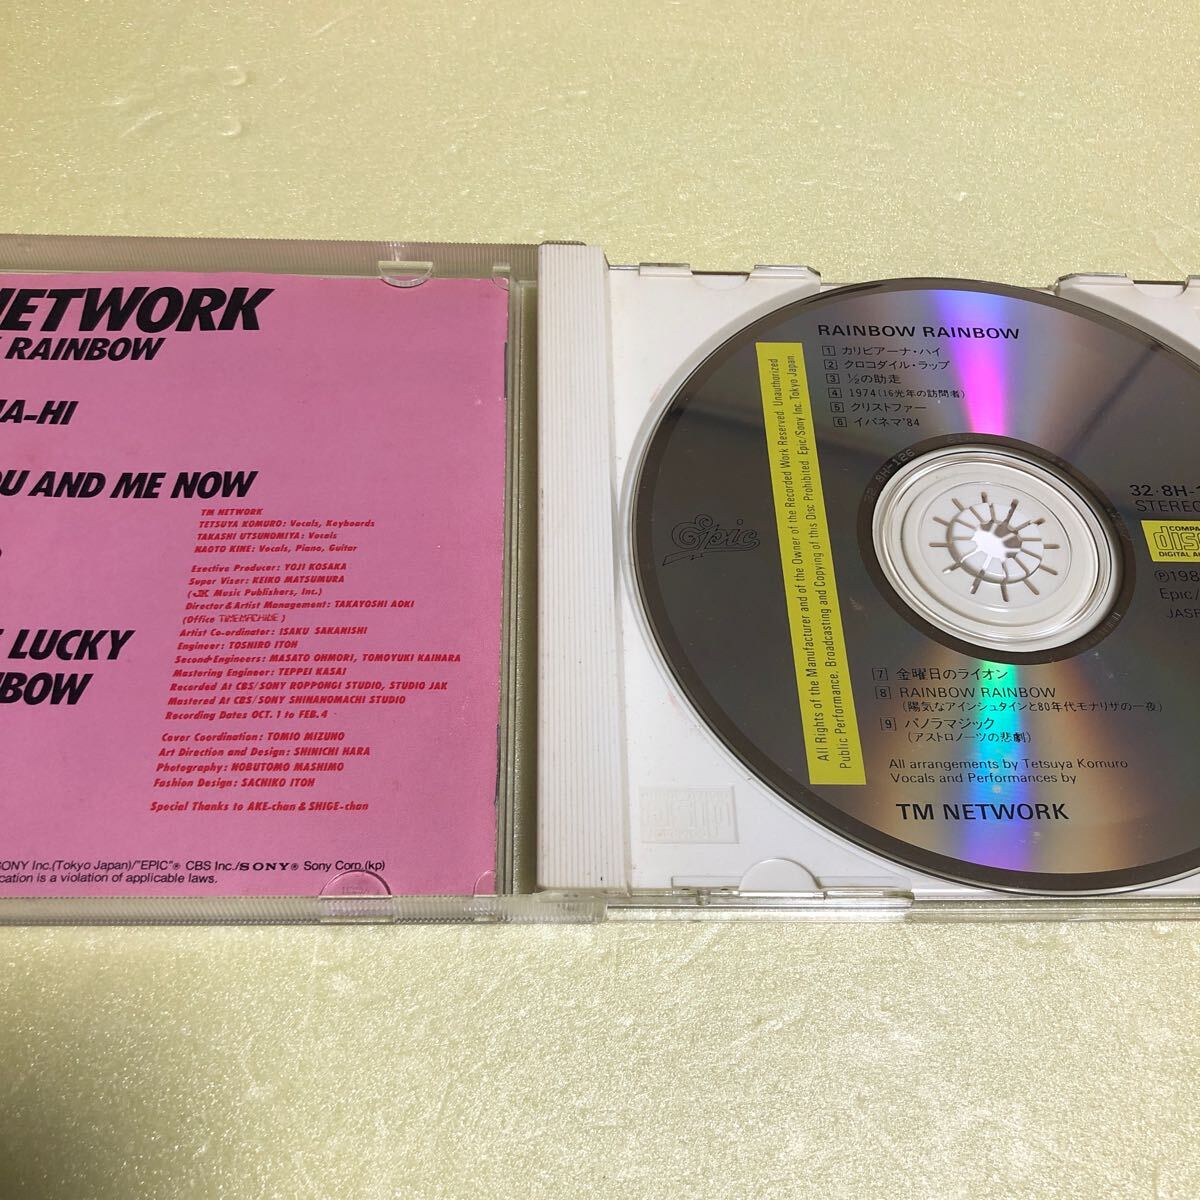 NETWORK
RAINBOW
NA-HI
OU AND ME NOW
LUCKY
NBOW
TM NETWORK
TETSUYA KOMURO: Vocals, Keyboards
TAKASHI UTSUNOMIYA: Vocals
NAOTO KINE: Vocals, Piano, Guitar
Exective Producer: YOJI KOSAKA
Super Vizer: KEIKO MATSUMURA
(JK Music Publishers, Inc.)
Director & Artist Management: TAKAYOSHI AOKI
(Office TIMEMACHINE)
Artist Co-ordinator: ISAKU SAKANISHI
Engineer: TOSHIRO ITOH
Second-Engineers: MASATO OHMORI, TOMOYUKI KAIHARA
Mastering Engineer: TEPPEI KASAI
Recorded At CBS/SONY ROPPONGI STUDIO, STUDIO JAK
Mastered At CBS/SONY SHINANOMACHI STUDIO
Recording Dates OCT. 1 to FEB. 4
Cover Coordination: TOMIO MIZUNO
Art Direction and Design: SHINICHI HARA
Photography: NOBUTOMO MASHIMO
Fashion Design: SACHIKO ITOH
Special Thanks to AKE-chan & SHIGE-chan
SONY Inc.(Tokyo Japan)/"EPIC"® CBS Inc./SONY® Sony Corp.(kp)
cation is a violation of applicable laws.
RAINBOW RAINBOW
1 カリビアーナ・ハイ
2 クロコダイル・ラップ
3 1/2の助走
4 1974(16光年の訪問者)
5 クリストファー
6 イパネマ'84
All Rights of the Manufacturer and of the Owner of the Recorded Work Reserved. Unauthorized
Public Performance, Broadcasting and Copying of this Disc Prohibited. Epic/Sony Inc. Tokyo Japan.
Epic
32 8H-126
32・8H-1
STEREO
COMPA
disc
DIGITAL A
Ⓟ198
Epic/
JASR
7 金曜日のライオン
8 RAINBOW RAINBOW
(陽気なアインシュタインと80年代モナリザの一夜)
9 パノラマジック
(アストロノーツの悲劇)
All arrangements by Tetsuya Komuro
Vocals and Performances by
TM NETWORK